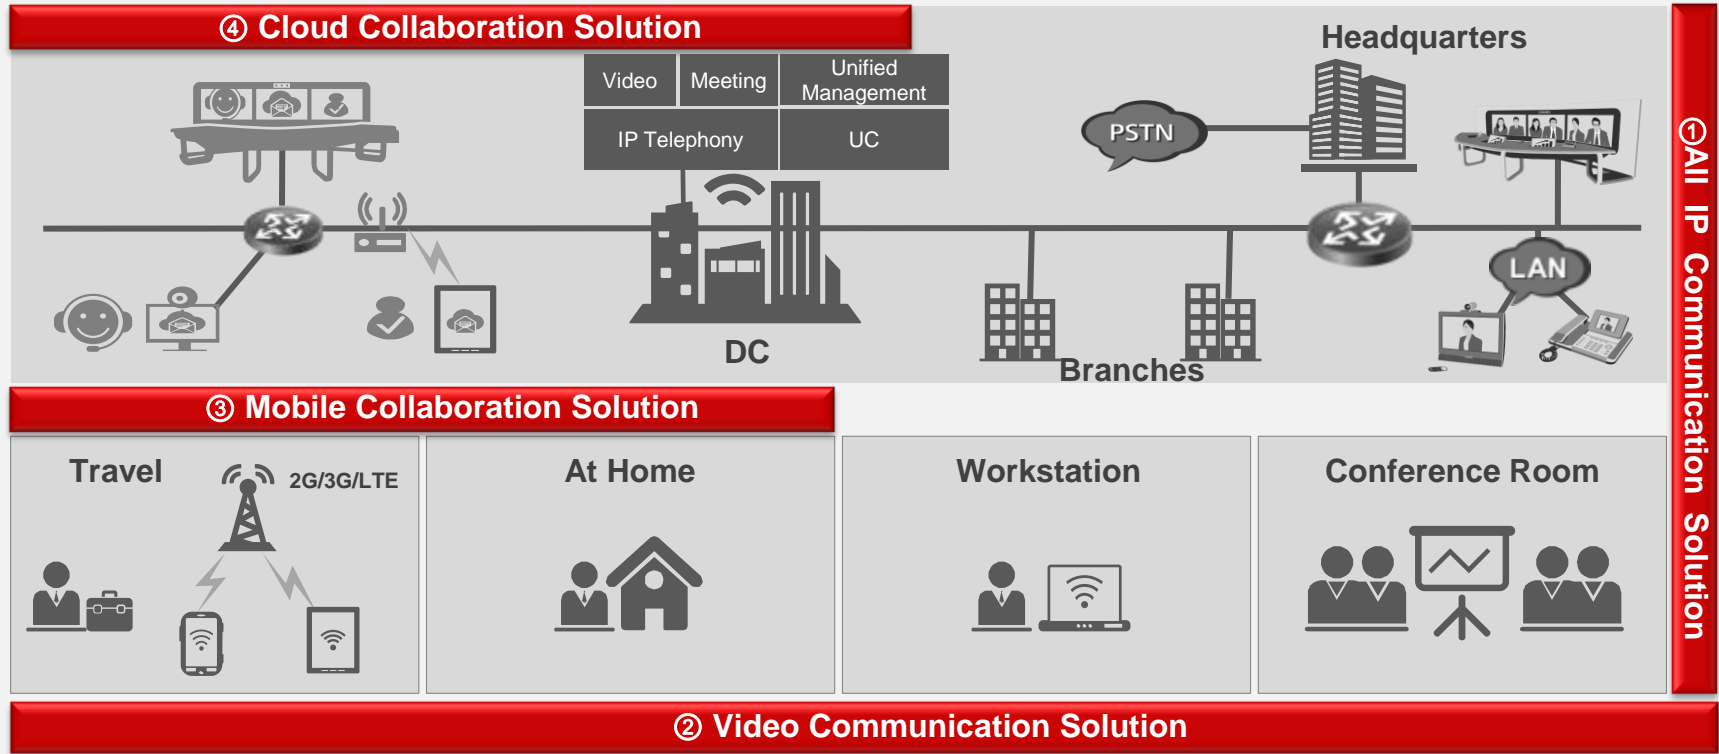 ④ Cloud Collaboration Solution
Headquarters
Video
Meeting
Unified
Management
IP Telephony
UC
PSTN
LAN
DC
Branches
①All IP Communication Solution
③ Mobile Collaboration Solution
Travel
2G/3G/LTE
At Home
Workstation
Conference Room
② Video Communication Solution